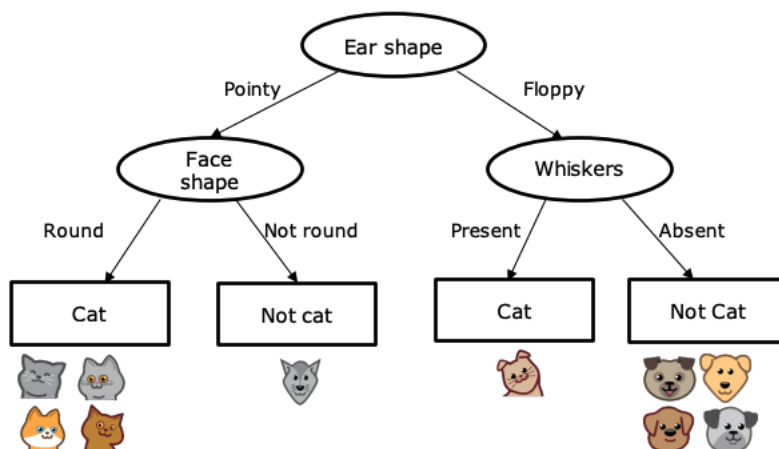 Ear shape
Pointy
Floppy
Face
shape
Whiskers
Round
Not round
Present
Absent
Cat
Not cat
Cat
Not Cat